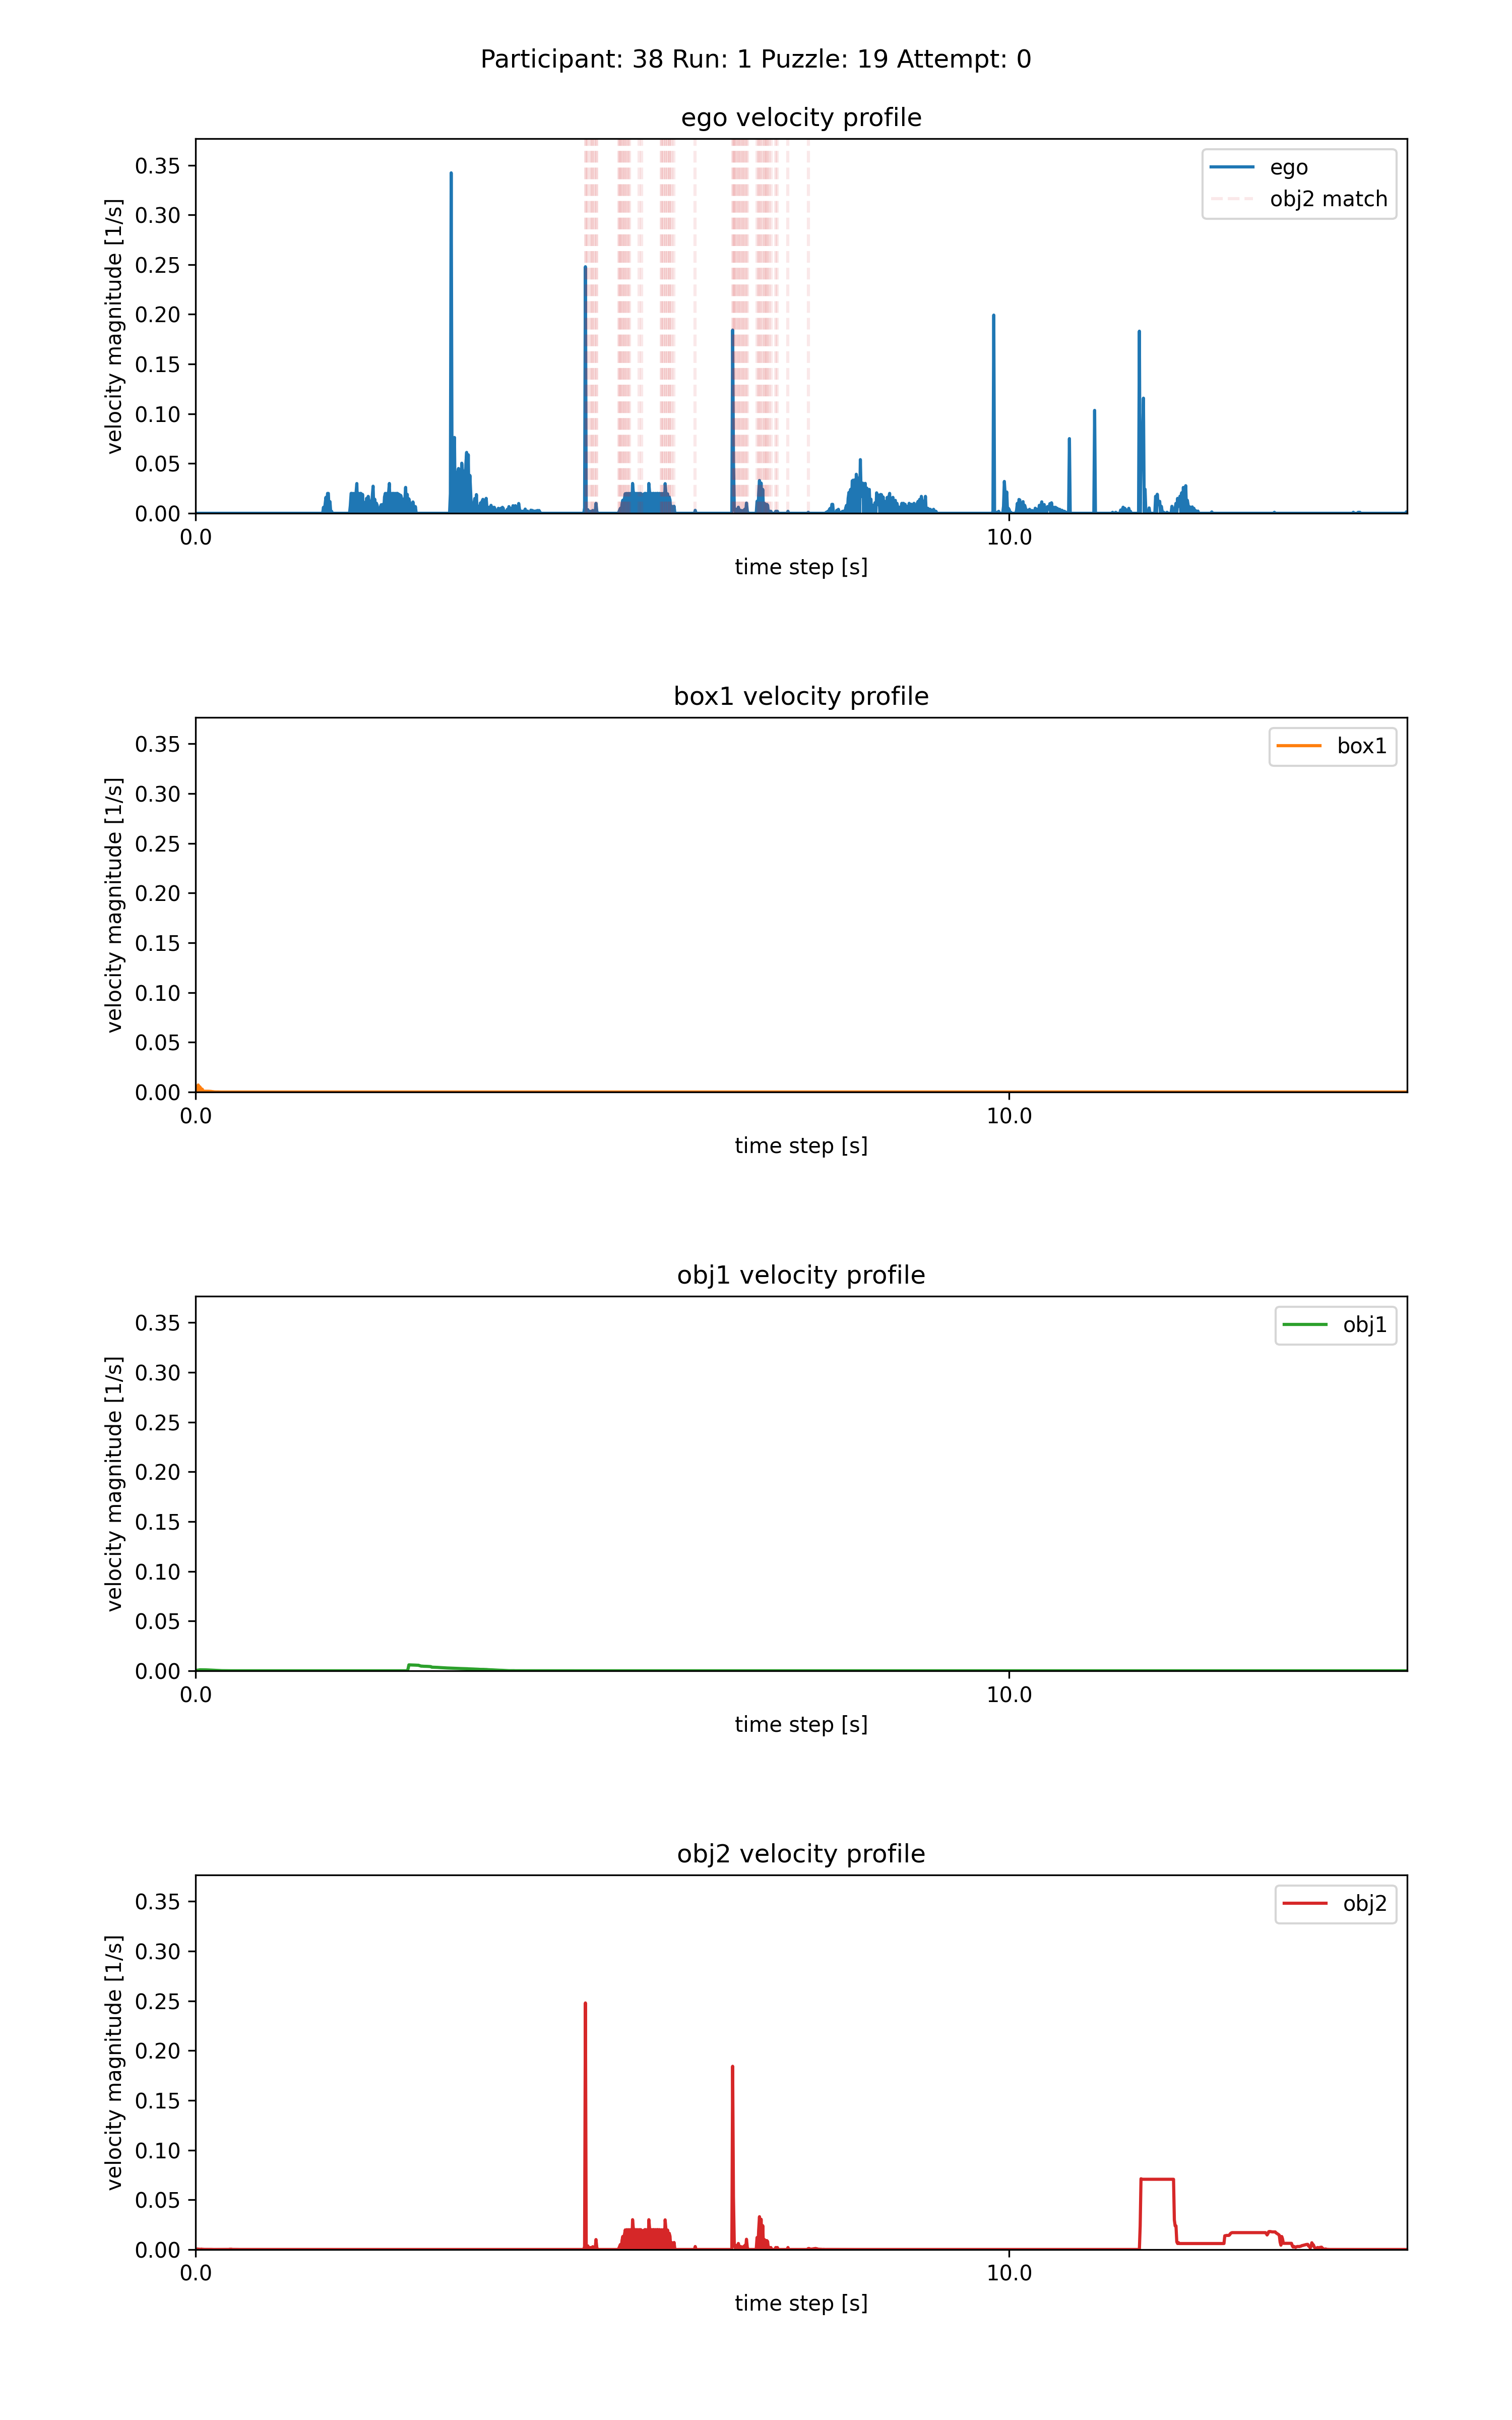 Participant: 38 Run: 1 Puzzle: 19 Attempt: 0
ego velocity profile
velocity magnitude [1/s]
0.35
0.30
0.25
0.20
0.15
0.10
0.05
0.00
ego
obj2 match
0.0
10.0
time step [s]
box1 velocity profile
velocity magnitude [1/s]
0.35
0.30
0.25
0.20
0.15
0.10
0.05
0.00
box1
0.0
10.0
time step [s]
obj1 velocity profile
velocity magnitude [1/s]
0.35
0.30
0.25
0.20
0.15
0.10
0.05
0.00
obj1
0.0
10.0
time step [s]
obj2 velocity profile
velocity magnitude [1/s]
0.35
0.30
0.25
0.20
0.15
0.10
0.05
0.00
obj2
0.0
10.0
time step [s]